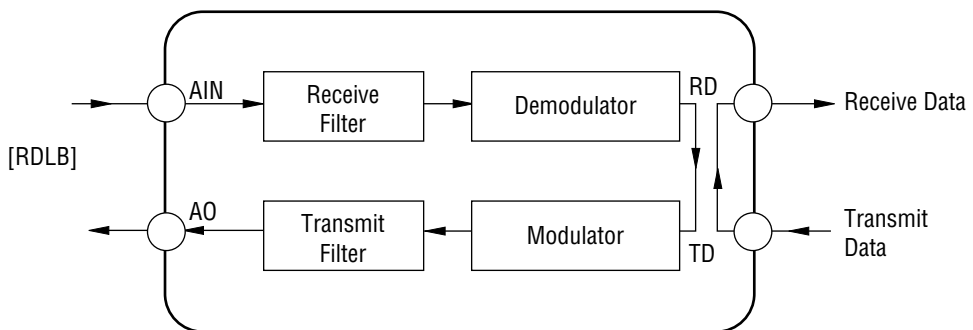 AIN
Receive
Filter
Demodulator
RD
Receive Data
[RDLB]
AO
Transmit
Filter
Modulator
TD
Transmit
Data